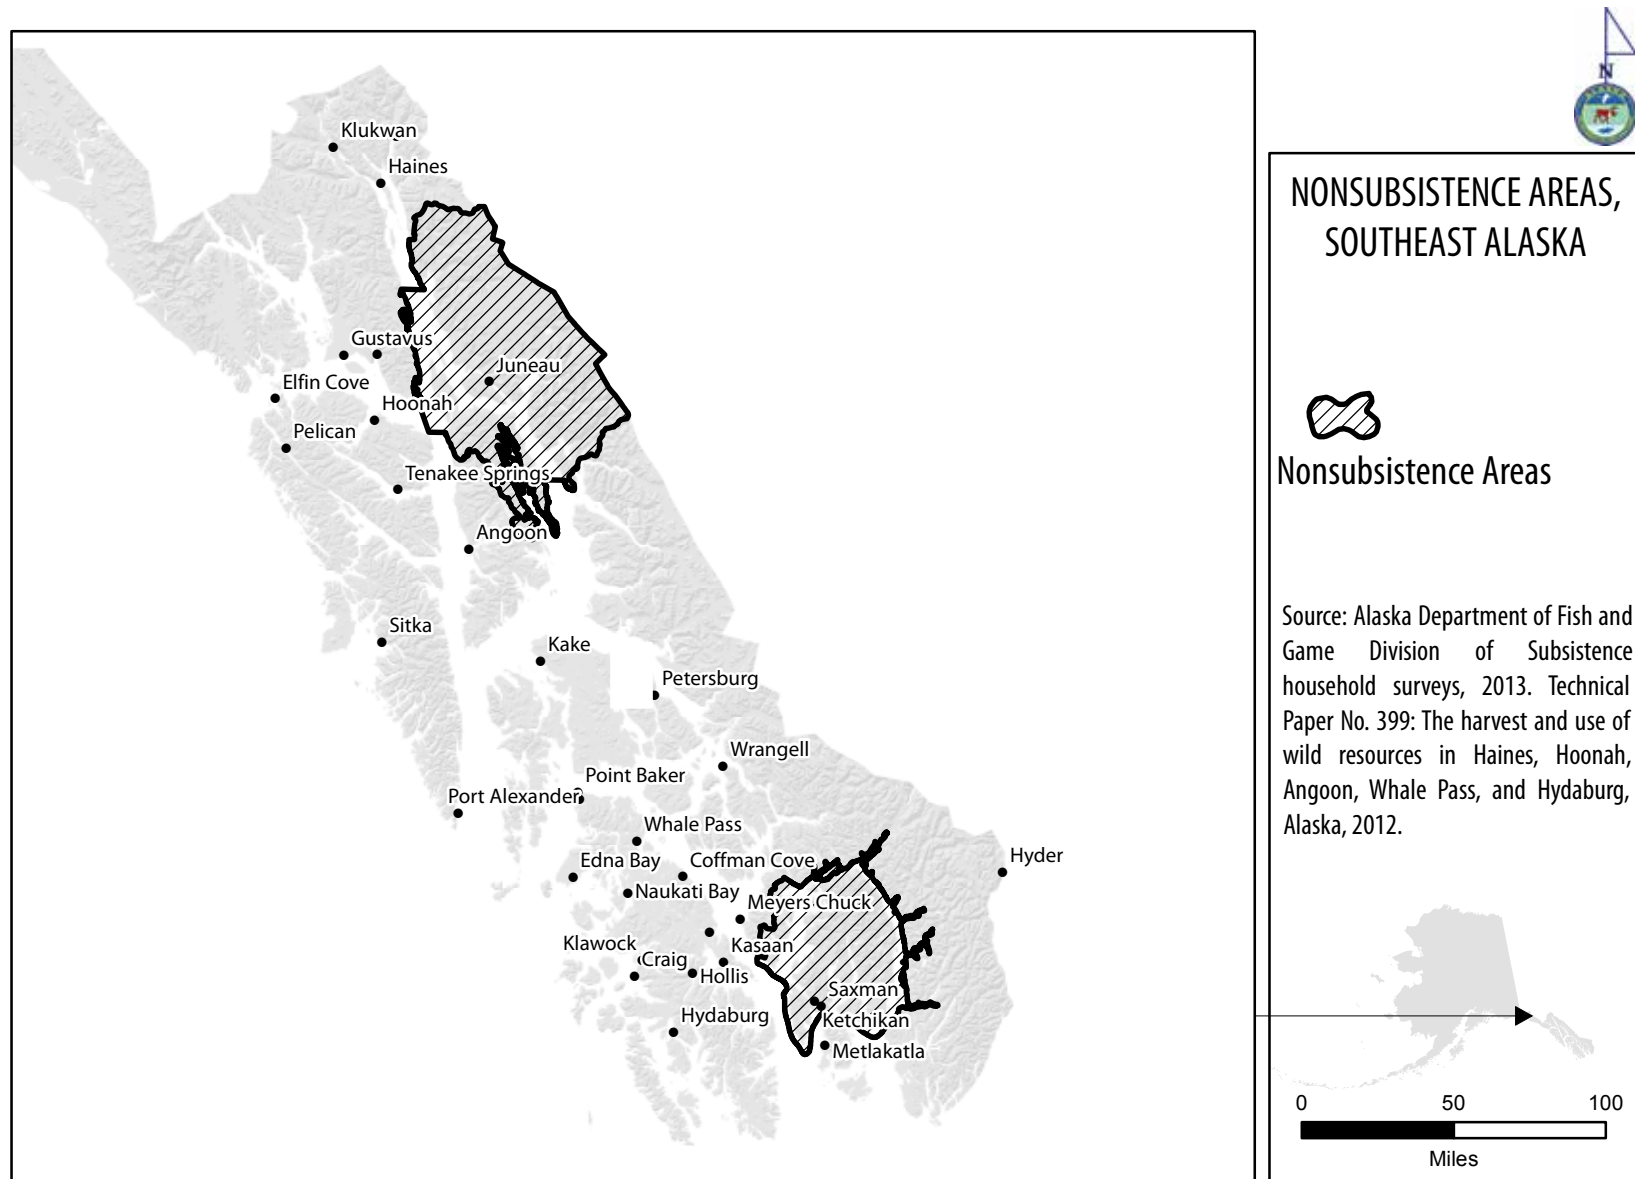 N
NONSUBSISTENCE AREAS,
SOUTHEAST ALASKA
Nonsubsistence Areas
Source: Alaska Department of Fish and
Game Division of Subsistence
household surveys, 2013. Technical
Paper No. 399: The harvest and use of
wild resources in Haines, Hoonah,
Angoon, Whale Pass, and Hydaburg,
Alaska, 2012.
0 50 100
Miles
Klukwan
Haines
Gustavus
Juneau
Elfin Cove
Hoonah
Pelican
Tenakee Springs
Angoon
Sitka
Kake
Petersburg
Wrangell
Point Baker
Port Alexander
Whale Pass
Edna Bay
Coffman Cove
Hyder
Naukati Bay
Meyers Chuck
Klawock
Kasaan
Craig
Hollis
Saxman
Hydaburg
Ketchikan
Metlakatla